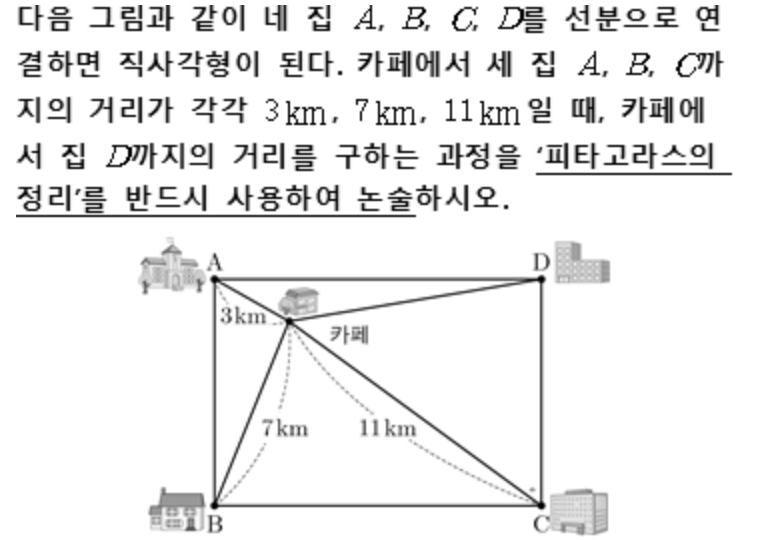 다음 그림과 같이 네 집 A, B, C, D를 선분으로 연
결하면 직사각형이 된다. 카페에서 세 집 A, B, C까
지의 거리가 각각 3km, 7km, 11km일 때, 카페에
서 집 D까지의 거리를 구하는 과정을 ‘피타고라스의
정리’를 반드시 사용하여 논술하시오.
A
D
3km
카페
7km
11km
B
C